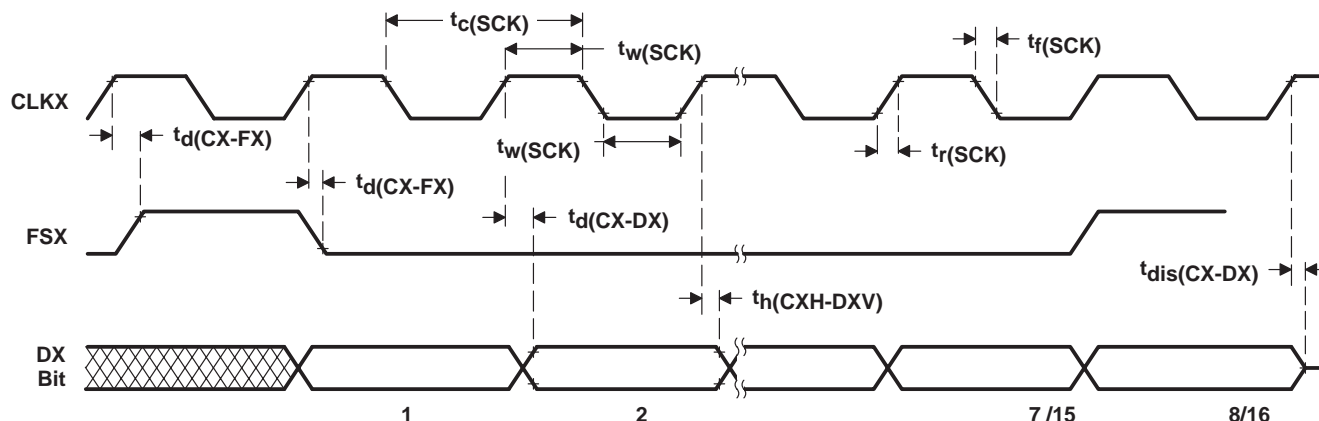 tc(SCK)
tw(SCK)
tf(SCK)
CLKX
td(CX-FX)
tw(SCK)
tr(SCK)
td(CX-FX)
td(CX-DX)
FSX
tdis(CX-DX)
th(CXH-DXV)
DX
Bit
1 2 7 /15 8/16